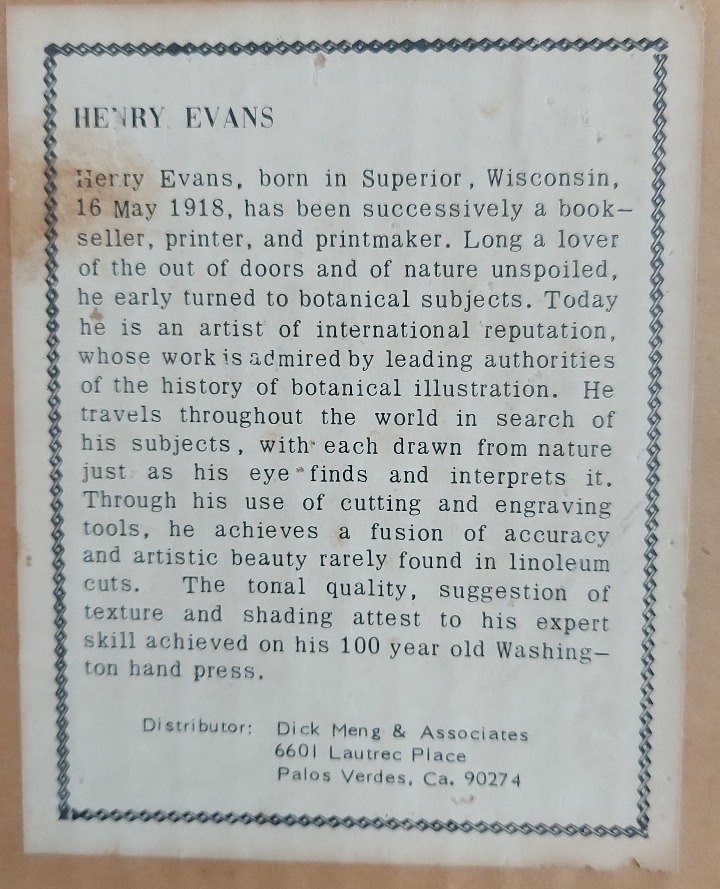 HENRY EVANS
Henry Evans, born in Superior, Wisconsin,
16 May 1918, has been successively a book-
seller, printer, and printmaker. Long a lover
of the out of doors and of nature unspoiled,
he early turned to botanical subjects. Today
he is an artist of international reputation,
whose work is admired by leading authorities
of the history of botanical illustration. He
travels throughout the world in search of
his subjects, with each drawn from nature
just as his eye finds and interprets it.
Through his use of cutting and engraving
tools, he achieves a fusion of accuracy
and artistic beauty rarely found in linoleum
cuts. The tonal quality, suggestion of
texture and shading attest to his expert
skill achieved on his 100 year old Washing-
ton hand press.
Distributor: Dick Meng & Associates
6601 Lautrec Place
Palos Verdes, Ca. 90274